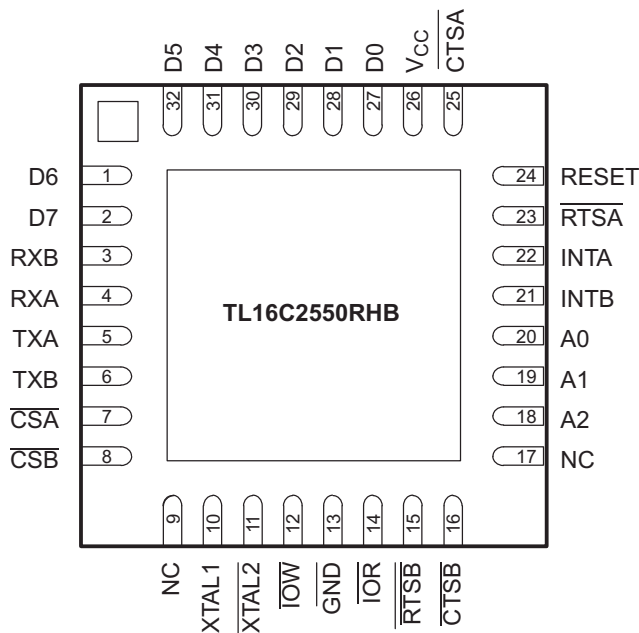 D5 D4 D3 D2 D1 D0 VCC CTSA
32 31 30 29 28 27 26 25
D6 1 24 RESET
D7 2 23 RTSA
RXB 3 22 INTA
RXA 4 21 INTB
TL16C2550RHB
TXA 5 20 A0
TXB 6 19 A1
CSA 7 18 A2
CSB 8 17 NC
9 10 11 12 13 14 15 16
NC XTAL1 XTAL2 IOW GND IOR RTSB CTSB